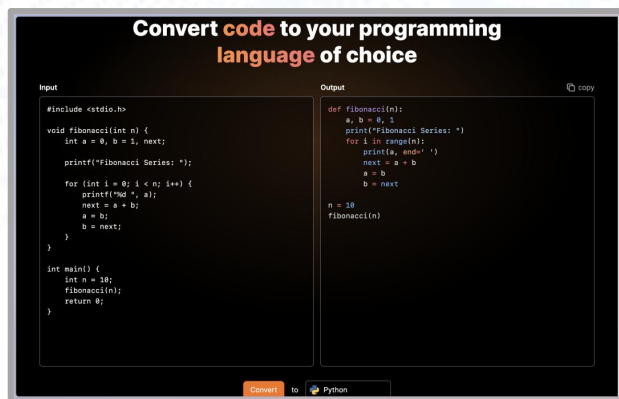 Convert code to your programming
language of choice
Input
#include <stdio.h>
void fibonacci(int n) {
    int a = 0, b = 1, next;
    printf("Fibonacci Series: ");
    for (int i = 0; i < n; i++) {
        printf("%d ", a);
        next = a + b;
        a = b;
        b = next;
    }
}
int main() {
    int n = 10;
    fibonacci(n);
    return 0;
}
Output
copy
def fibonacci(n):
    a, b = 0, 1
    print("Fibonacci Series: ")
    for i in range(n):
        print(a, end=' ')
        next = a + b
        a = b
        b = next
n = 10
fibonacci(n)
Convert to Python